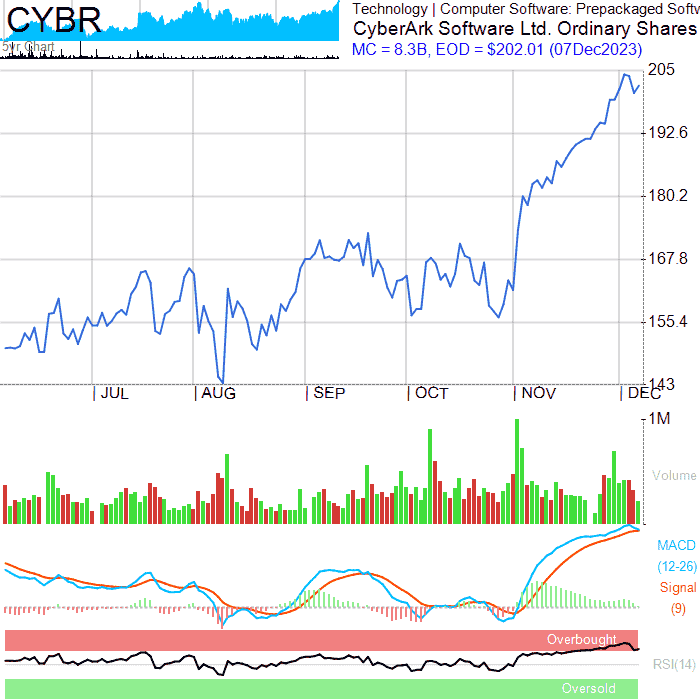 CYBR
5yr Chart
Technology | Computer Software: Prepackaged Softw
CyberArk Software Ltd. Ordinary Shares
MC = 8.3B, EOD = $202.01 (07Dec2023)
205
192.6
180.2
167.8
155.4
143
JUL AUG SEP OCT NOV DEC
1M
Volume
MACD
(12-26)
Signal
(9)
Overbought
RSI(14)
Oversold